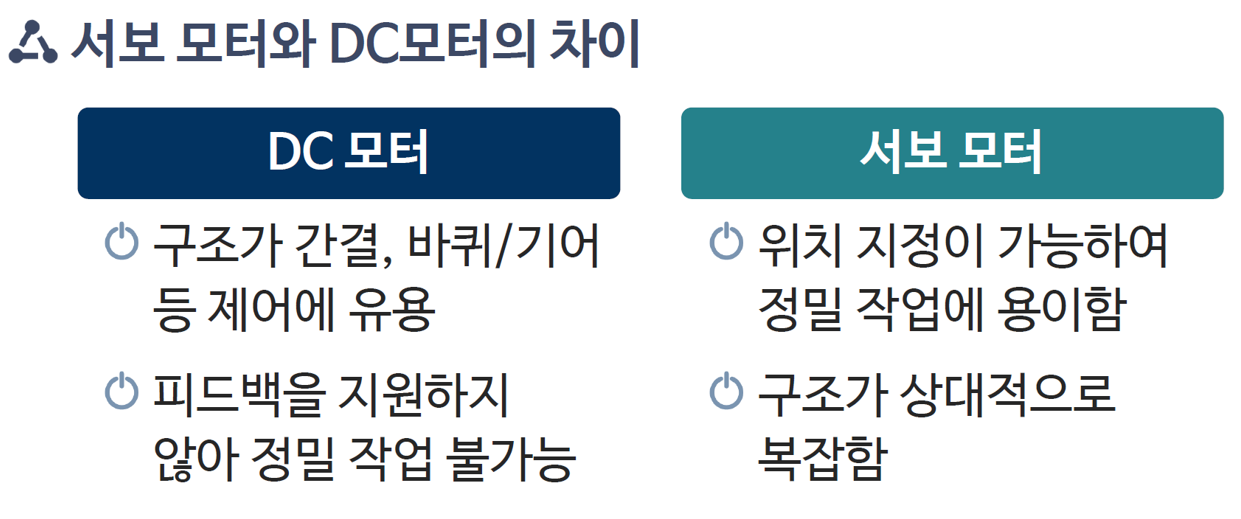 서보 모터와 DC모터의 차이
DC 모터
구조가 간결, 바퀴/기어
등 제어에 유용
피드백을 지원하지
않아 정밀 작업 불가능
서보 모터
위치 지정이 가능하여
정밀 작업에 용이함
구조가 상대적으로
복잡함